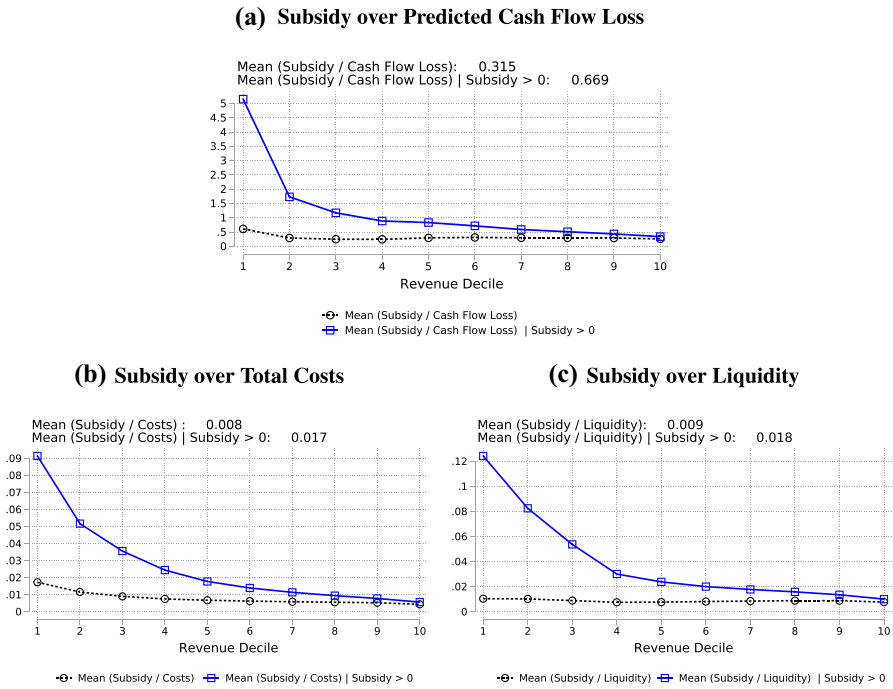 (a) Subsidy over Predicted Cash Flow Loss
Mean (Subsidy / Cash Flow Loss): 0.315
Mean (Subsidy / Cash Flow Loss) | Subsidy > 0: 0.669
5
4.5
4
3.5
3
2.5
2
1.5
1
.5
0
1 2 3 4 5 6 7 8 9 10
Revenue Decile
Mean (Subsidy / Cash Flow Loss)
Mean (Subsidy / Cash Flow Loss) | Subsidy > 0
(b) Subsidy over Total Costs
Mean (Subsidy / Costs) : 0.008
Mean (Subsidy / Costs) | Subsidy > 0: 0.017
.09
.08
.07
.06
.05
.04
.03
.02
.01
0
1 2 3 4 5 6 7 8 9 10
Revenue Decile
Mean (Subsidy / Costs) Mean (Subsidy / Costs) | Subsidy > 0
(c) Subsidy over Liquidity
Mean (Subsidy / Liquidity): 0.009
Mean (Subsidy / Liquidity) | Subsidy > 0: 0.018
.12
.1
.08
.06
.04
.02
0
1 2 3 4 5 6 7 8 9 10
Revenue Decile
Mean (Subsidy / Liquidity) Mean (Subsidy / Liquidity) | Subsidy > 0